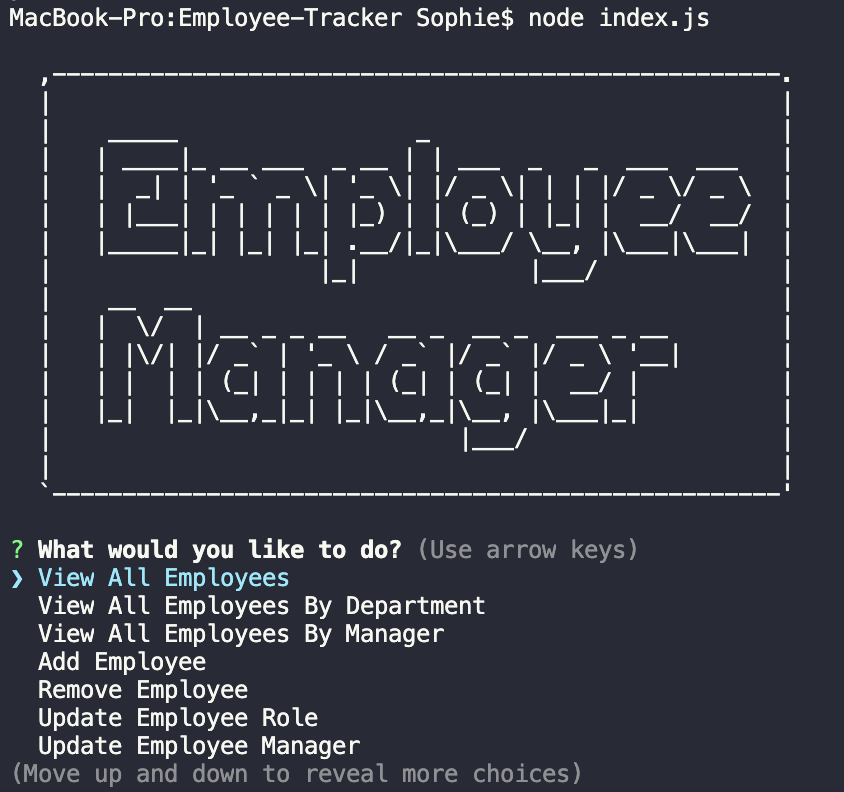 MacBook-Pro:Employee-Tracker Sophie$ node index.js
Employee
Manager
? What would you like to do? (Use arrow keys)
❯ View All Employees
View All Employees By Department
View All Employees By Manager
Add Employee
Remove Employee
Update Employee Role
Update Employee Manager
(Move up and down to reveal more choices)